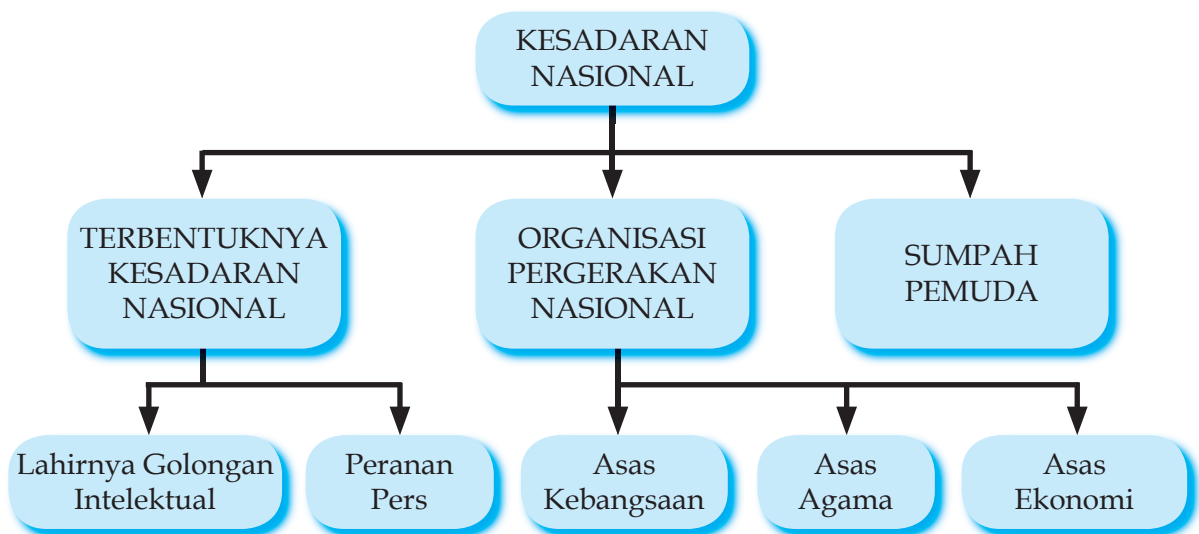 KESADARAN
NASIONAL
TERBENTUKNYA
KESADARAN
NASIONAL
ORGANISASI
PERGERAKAN
NASIONAL
SUMPAH
PEMUDA
Lahirnya Golongan
Intelektual
Peranan
Pers
Asas
Kebangsaan
Asas
Agama
Asas
Ekonomi